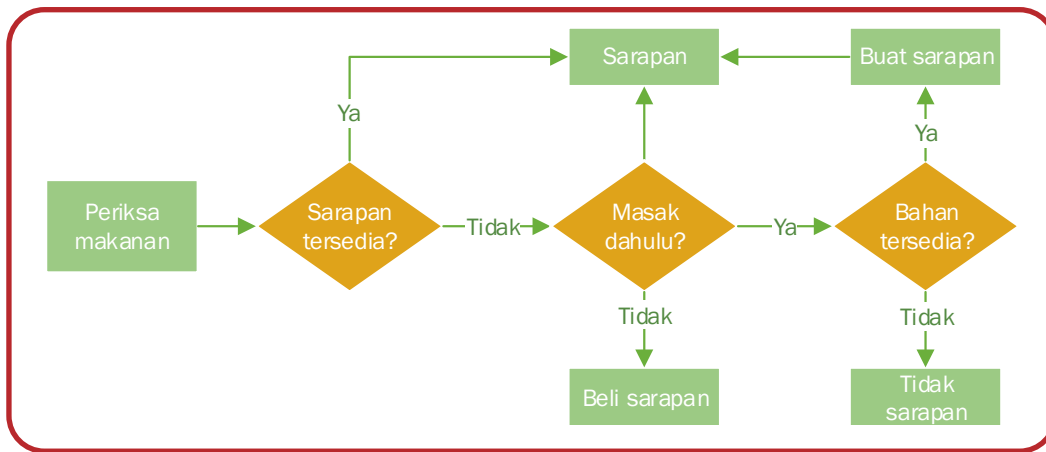 Sarapan
Buat sarapan
Ya
Ya
Periksa
makanan
Sarapan
tersedia?
Tidak
Masak
dahulu?
Ya
Bahan
tersedia?
Tidak
Tidak
Beli sarapan
Tidak
sarapan